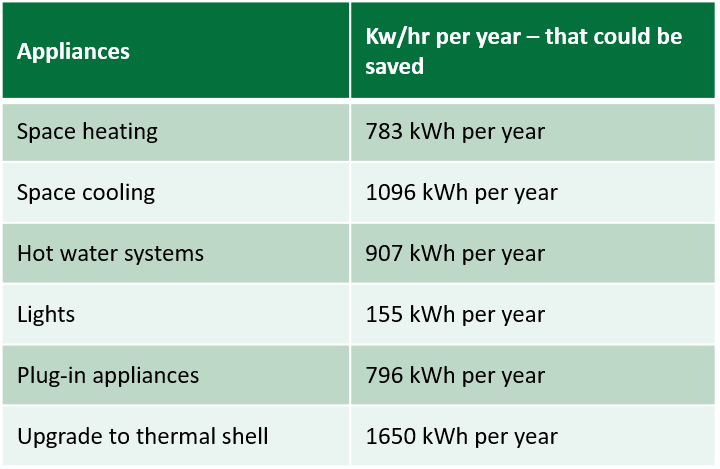 Appliances
Kw/hr per year – that could be
saved
Space heating
783 kWh per year
Space cooling
1096 kWh per year
Hot water systems
907 kWh per year
Lights
155 kWh per year
Plug-in appliances
796 kWh per year
Upgrade to thermal shell
1650 kWh per year